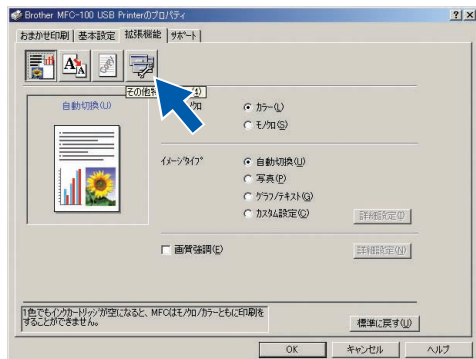 Brother MFC-100 USB Printerのプロパティ
おまかせ印刷 基本設定 拡張機能 サポート
自動切換(U)
カラー(L)
モノクロ(S)
イメージタイプ
自動切換(U)
写真(P)
グラフ/テキスト(G)
カスタム設定(C)
詳細設定(I)
画質強調(E)
詳細設定(N)
1色でもインクカートリッジが空になると、MFCはモノクロ/カラーともに印刷を
することができません。
標準に戻す(U)
OK キャンセル ヘルプ